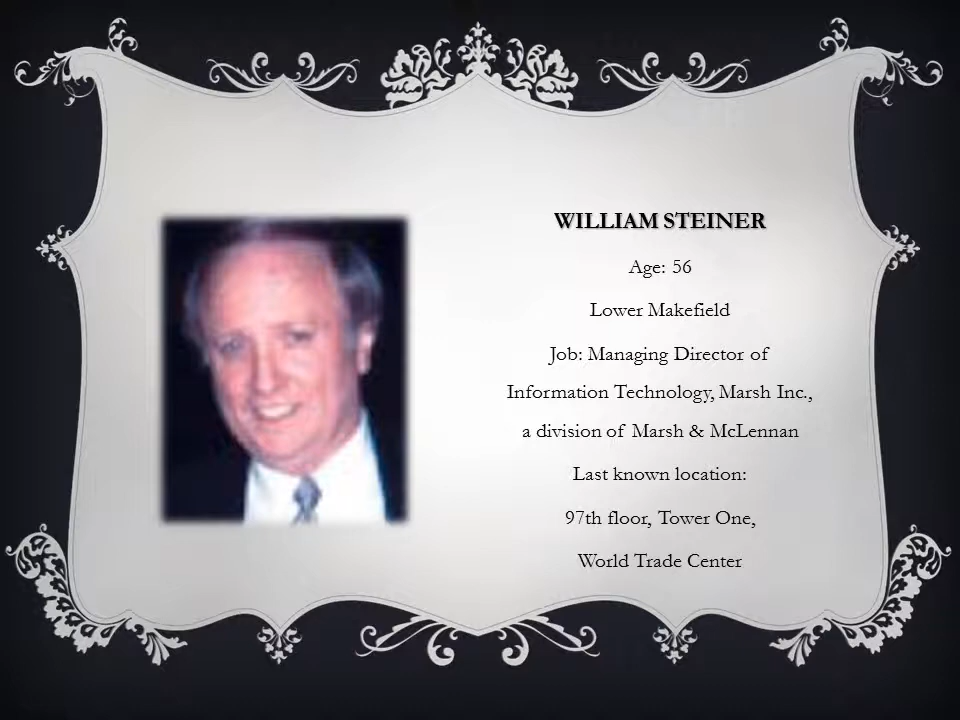 WILLIAM STEINER
Age: 56
Lower Makefield
Job: Managing Director of
Information Technology, Marsh Inc.,
a division of Marsh & McLennan
Last known location:
97th floor, Tower One,
World Trade Center